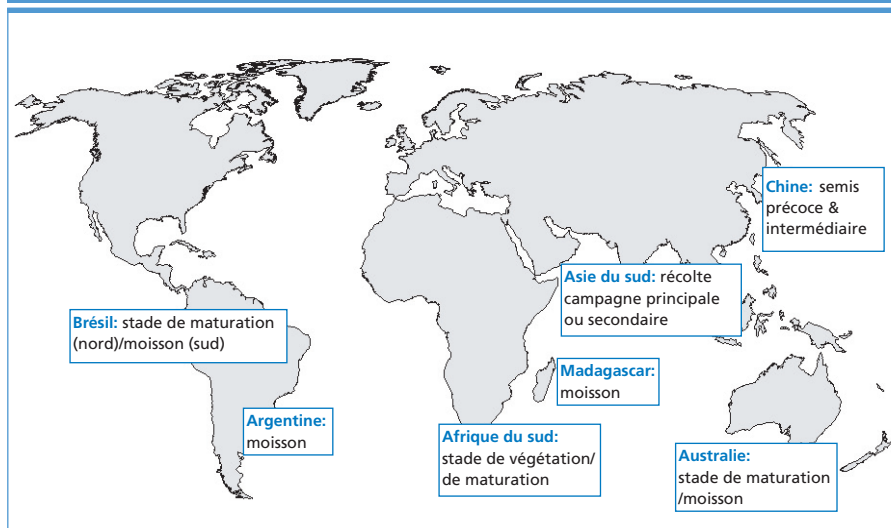 Chine: semis
précoce &
intermédiaire
Asie du sud: récolte
campagne principale
ou secondaire
Brésil: stade de maturation
(nord)/moisson (sud)
Madagascar:
moisson
Argentine:
moisson
Afrique du sud:
stade de végétation/
de maturation
Australie:
stade de maturation
/moisson